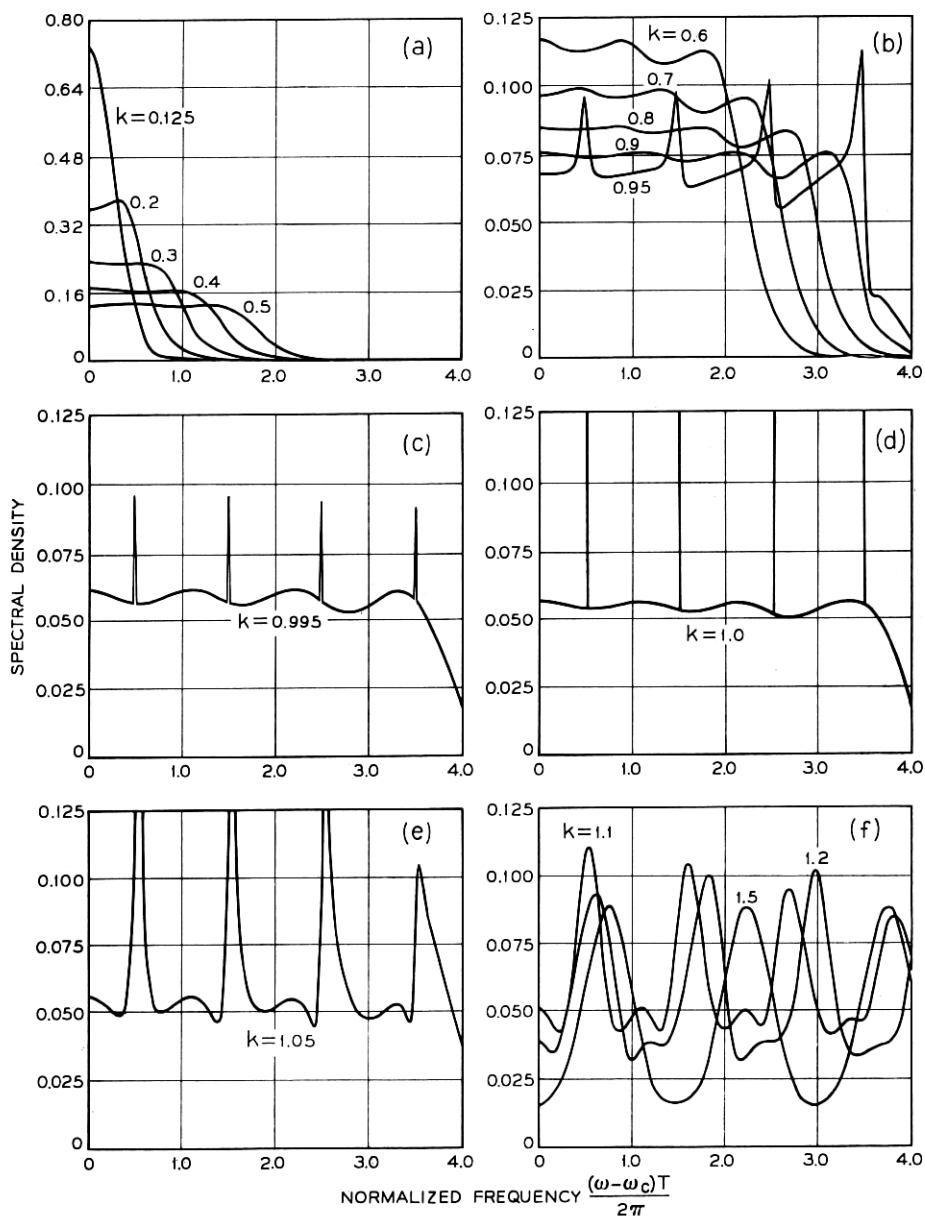 (a)
0.80
0.64
0.48
0.32
0.16
0
k=0.125
0.2
0.3
0.4
0.5
0 1.0 2.0 3.0 4.0
(b)
0.125
0.100
0.075
0.050
0.025
0
k=0.6
0.7
0.8
0.9
0.95
0 1.0 2.0 3.0 4.0
(c)
0.125
0.100
0.075
0.050
0.025
0
k=0.995
0 1.0 2.0 3.0 4.0
(d)
0.125
0.100
0.075
0.050
0.025
0
k=1.0
0 1.0 2.0 3.0 4.0
SPECTRAL DENSITY
(e)
0.125
0.100
0.075
0.050
0.025
0
k=1.05
0 1.0 2.0 3.0 4.0
(f)
0.125
0.100
0.075
0.050
0.025
0
k=1.1
1.5
1.2
0 1.0 2.0 3.0 4.0
NORMALIZED FREQUENCY (ω-ωc)T
2π